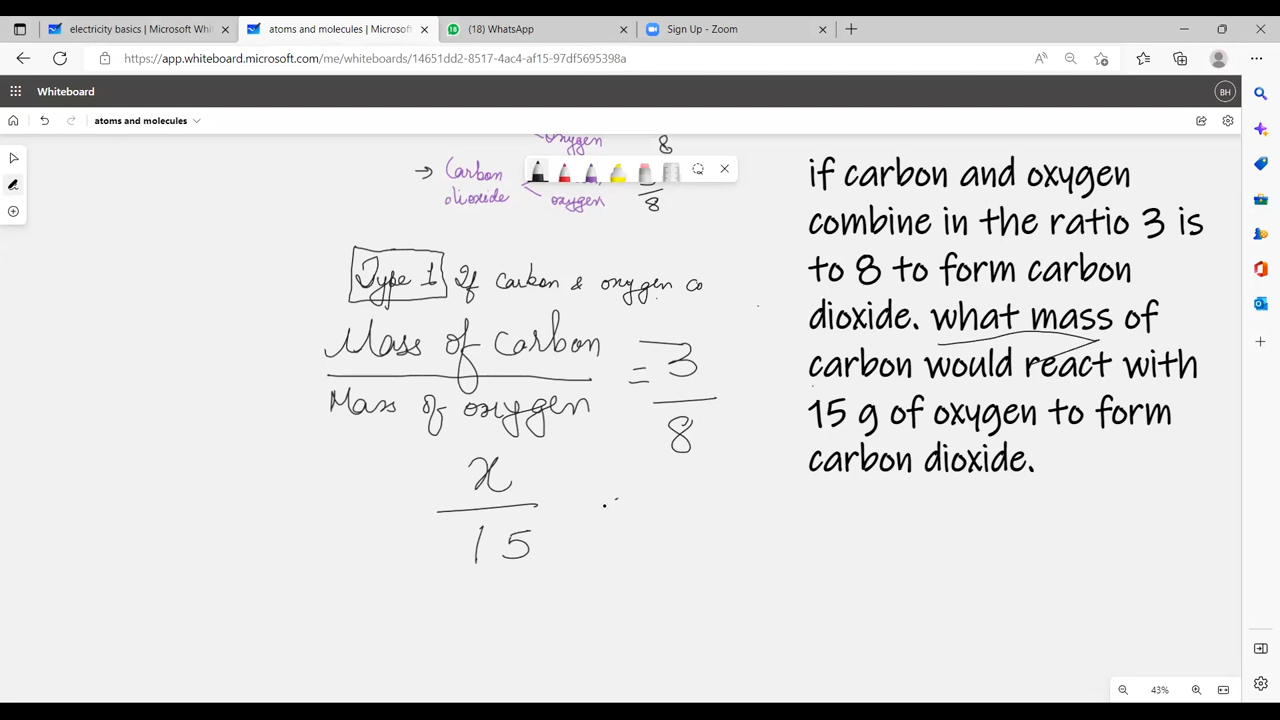 electricity basics | Microsoft Whi
atoms and molecules | Microsof
(18) WhatsApp
Sign Up - Zoom
https://app.whiteboard.microsoft.com/me/whiteboards/14651dd2-8517-4ac4-af15-97df5695398a
Whiteboard
BH
atoms and molecules
oxygen
8
→ Carbon
dioxide
oxygen
8
Type 1 If carbon & oxygen co
Mass of carbon
Mass of oxygen
= 3
8
x
15
if carbon and oxygen
combine in the ratio 3 is
to 8 to form carbon
dioxide. what mass of
carbon would react with
15 g of oxygen to form
carbon dioxide.
43%